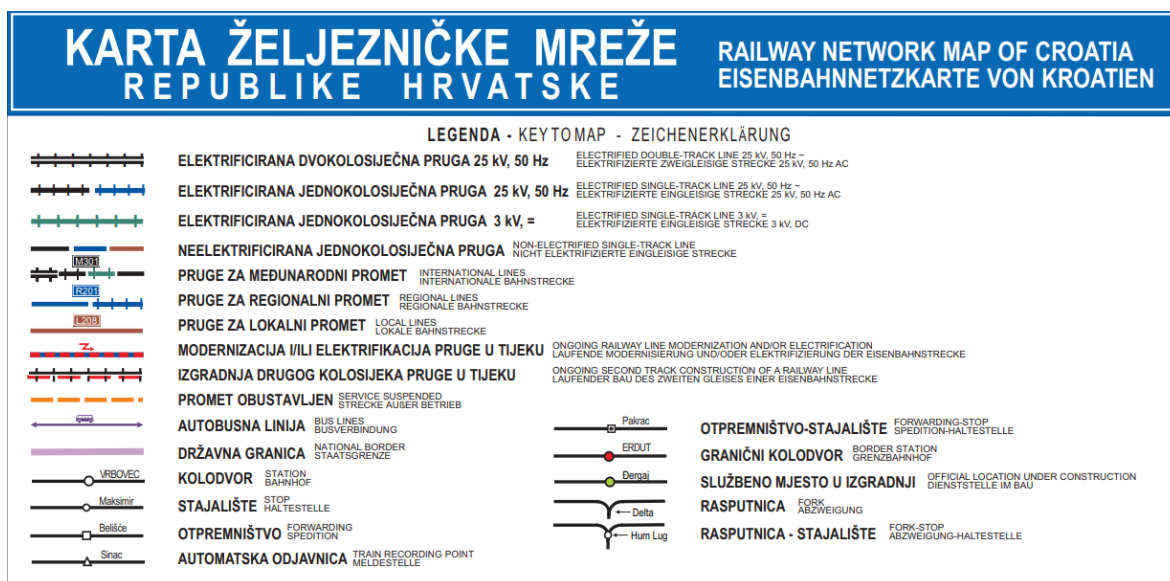 KARTA ŽELJEZNIČKE MREŽE
REPUBLIKE HRVATSKE
RAILWAY NETWORK MAP OF CROATIA
EISENBAHNNETZKARTE VON KROATIEN
LEGENDA - KEY TO MAP - ZEICHENERKLÄRUNG
ELEKTRIFICIRANA DVOKOLOSIJEČNA PRUGA 25 kV, 50 Hz
ELECTRIFIED DOUBLE-TRACK LINE 25 kV, 50 Hz ~
ELEKTRIFIZIERTE ZWEIGLEISIGE STRECKE 25 kV, 50 Hz AC
ELEKTRIFICIRANA JEDNOKOLOSIJEČNA PRUGA 25 kV, 50 Hz
ELECTRIFIED SINGLE-TRACK LINE 25 kV, 50 Hz ~
ELEKTRIFIZIERTE EINGLEISIGE STRECKE 25 kV, 50 Hz AC
ELEKTRIFICIRANA JEDNOKOLOSIJEČNA PRUGA 3 kV, =
ELECTRIFIED SINGLE-TRACK LINE 3 kV, =
ELEKTRIFIZIERTE EINGLEISIGE STRECKE 3 kV, DC
NEELEKTRIFICIRANA JEDNOKOLOSIJEČNA PRUGA
NON-ELECTRIFIED SINGLE-TRACK LINE
NICHT ELEKTRIFIZIERTE EINGLEISIGE STRECKE
M301
PRUGE ZA MEĐUNARODNI PROMET
INTERNATIONAL LINES
INTERNATIONALE BAHNSTRECKE
R201
PRUGE ZA REGIONALNI PROMET
REGIONAL LINES
REGIONALE BAHNSTRECKE
L208
PRUGE ZA LOKALNI PROMET
LOCAL LINES
LOKALE BAHNSTRECKE
MODERNIZACIJA I/ILI ELEKTRIFIKACIJA PRUGE U TIJEKU
ONGOING RAILWAY LINE MODERNIZATION AND/OR ELECTRIFICATION
LAUFENDE MODERNISIERUNG UND/ODER ELEKTRIFIZIERUNG DER EISENBAHNSTRECKE
IZGRADNJA DRUGOG KOLOSIJEKA PRUGE U TIJEKU
ONGOING SECOND TRACK CONSTRUCTION OF A RAILWAY LINE
LAUFENDER BAU DES ZWEITEN GLEISES EINER EISENBAHNSTRECKE
PROMET OBUSTAVLJEN
SERVICE SUSPENDED
STRECKE AUßER BETRIEB
AUTOBUSNA LINIJA
BUS LINES
BUSVERBINDUNG
DRŽAVNA GRANICA
NATIONAL BORDER
STAATSGRENZE
VRBOVEC
KOLODVOR
STATION
BAHNHOF
Maksimir
STAJALIŠTE
STOP
HALTESTELLE
Belišće
OTPREMNIŠTVO
FORWARDING
SPEDITION
Sinac
AUTOMATSKA ODJAVNICA
TRAIN RECORDING POINT
MELDESTELLE
Pakrac
OTPREMNIŠTVO-STAJALIŠTE
FORWARDING-STOP
SPEDITION-HALTESTELLE
ERDUT
GRANIČNI KOLODVOR
BORDER STATION
GRENZBAHNHOF
Đergaj
SLUŽBENO MJESTO U IZGRADNJI
OFFICIAL LOCATION UNDER CONSTRUCTION
DIENSTSTELLE IM BAU
Delta
RASPUTNICA
FORK
ABZWEIGUNG
Hum Lug
RASPUTNICA - STAJALIŠTE
FORK-STOP
ABZWEIGUNG-HALTESTELLE